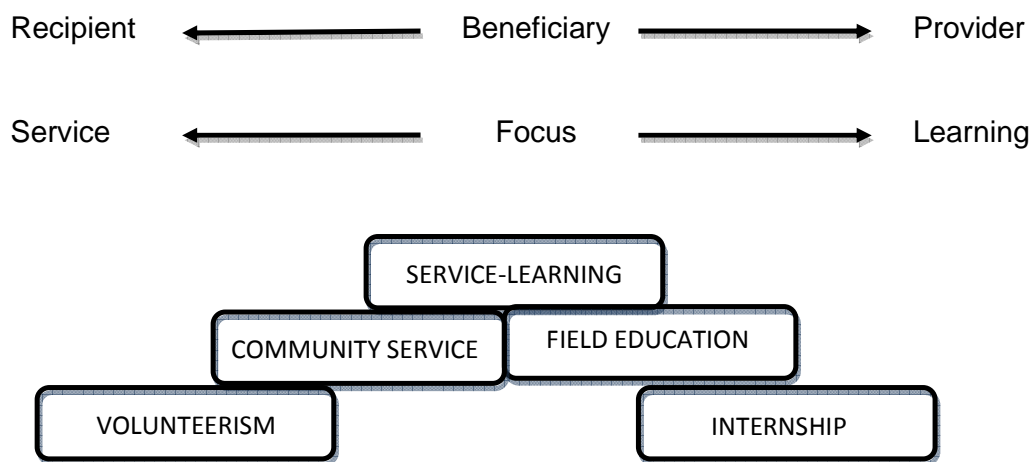 Recipient Beneficiary Provider
Service Focus Learning
SERVICE-LEARNING
COMMUNITY SERVICE FIELD EDUCATION
VOLUNTEERISM INTERNSHIP